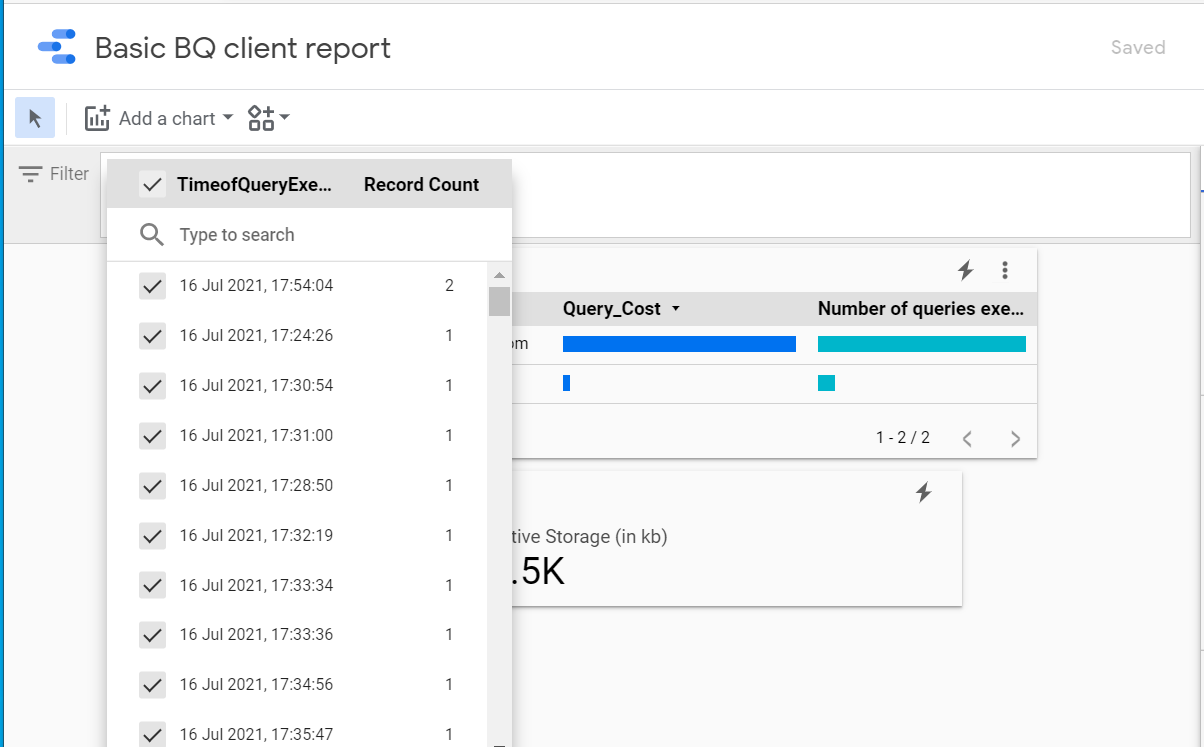 Basic BQ client report
Saved
Add a chart
Filter
TimeofQueryExe... Record Count
Type to search
16 Jul 2021, 17:54:04 2
16 Jul 2021, 17:24:26 1
16 Jul 2021, 17:30:54 1
16 Jul 2021, 17:31:00 1
16 Jul 2021, 17:28:50 1
16 Jul 2021, 17:32:19 1
16 Jul 2021, 17:33:34 1
16 Jul 2021, 17:33:36 1
16 Jul 2021, 17:34:56 1
16 Jul 2021, 17:35:47 1
Query_Cost Number of queries exe...
om
1 - 2 / 2
tive Storage (in kb)
.5K